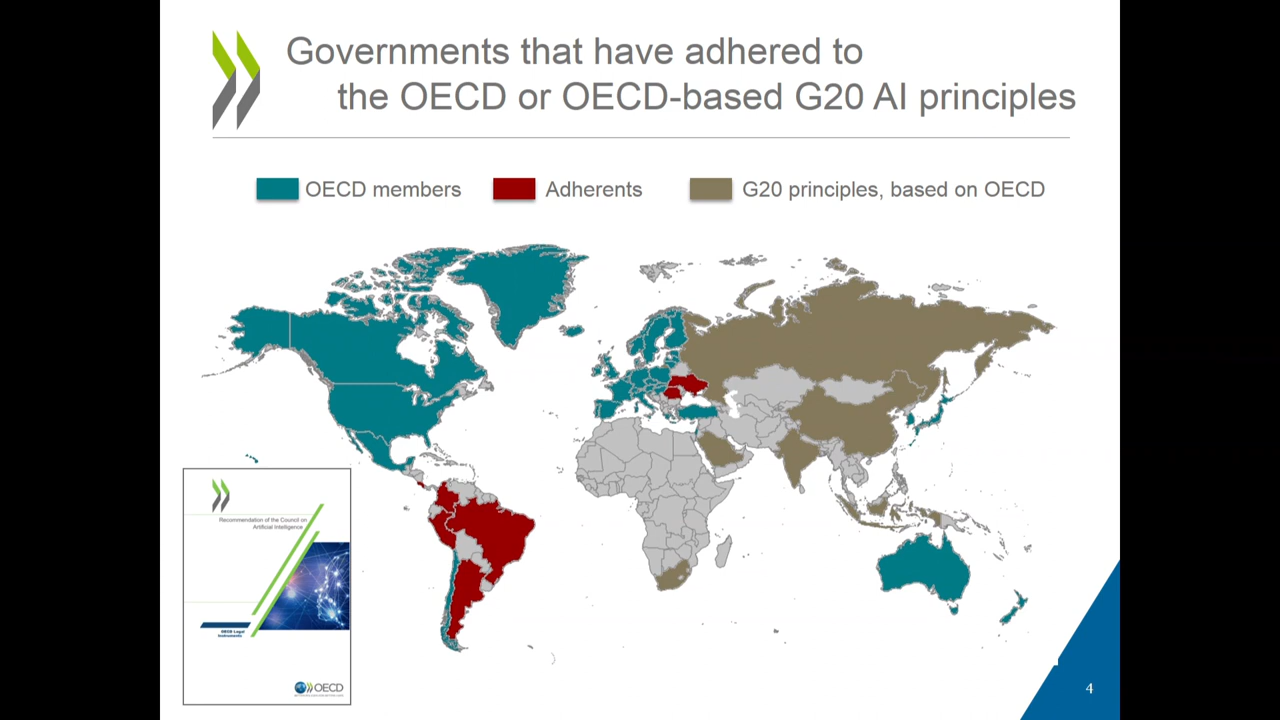 Governments that have adhered to
the OECD or OECD-based G20 AI principles
OECD members
Adherents
G20 principles, based on OECD
Recommendation of the Council on
Artificial Intelligence
OECD Legal
Instruments
OECD
4